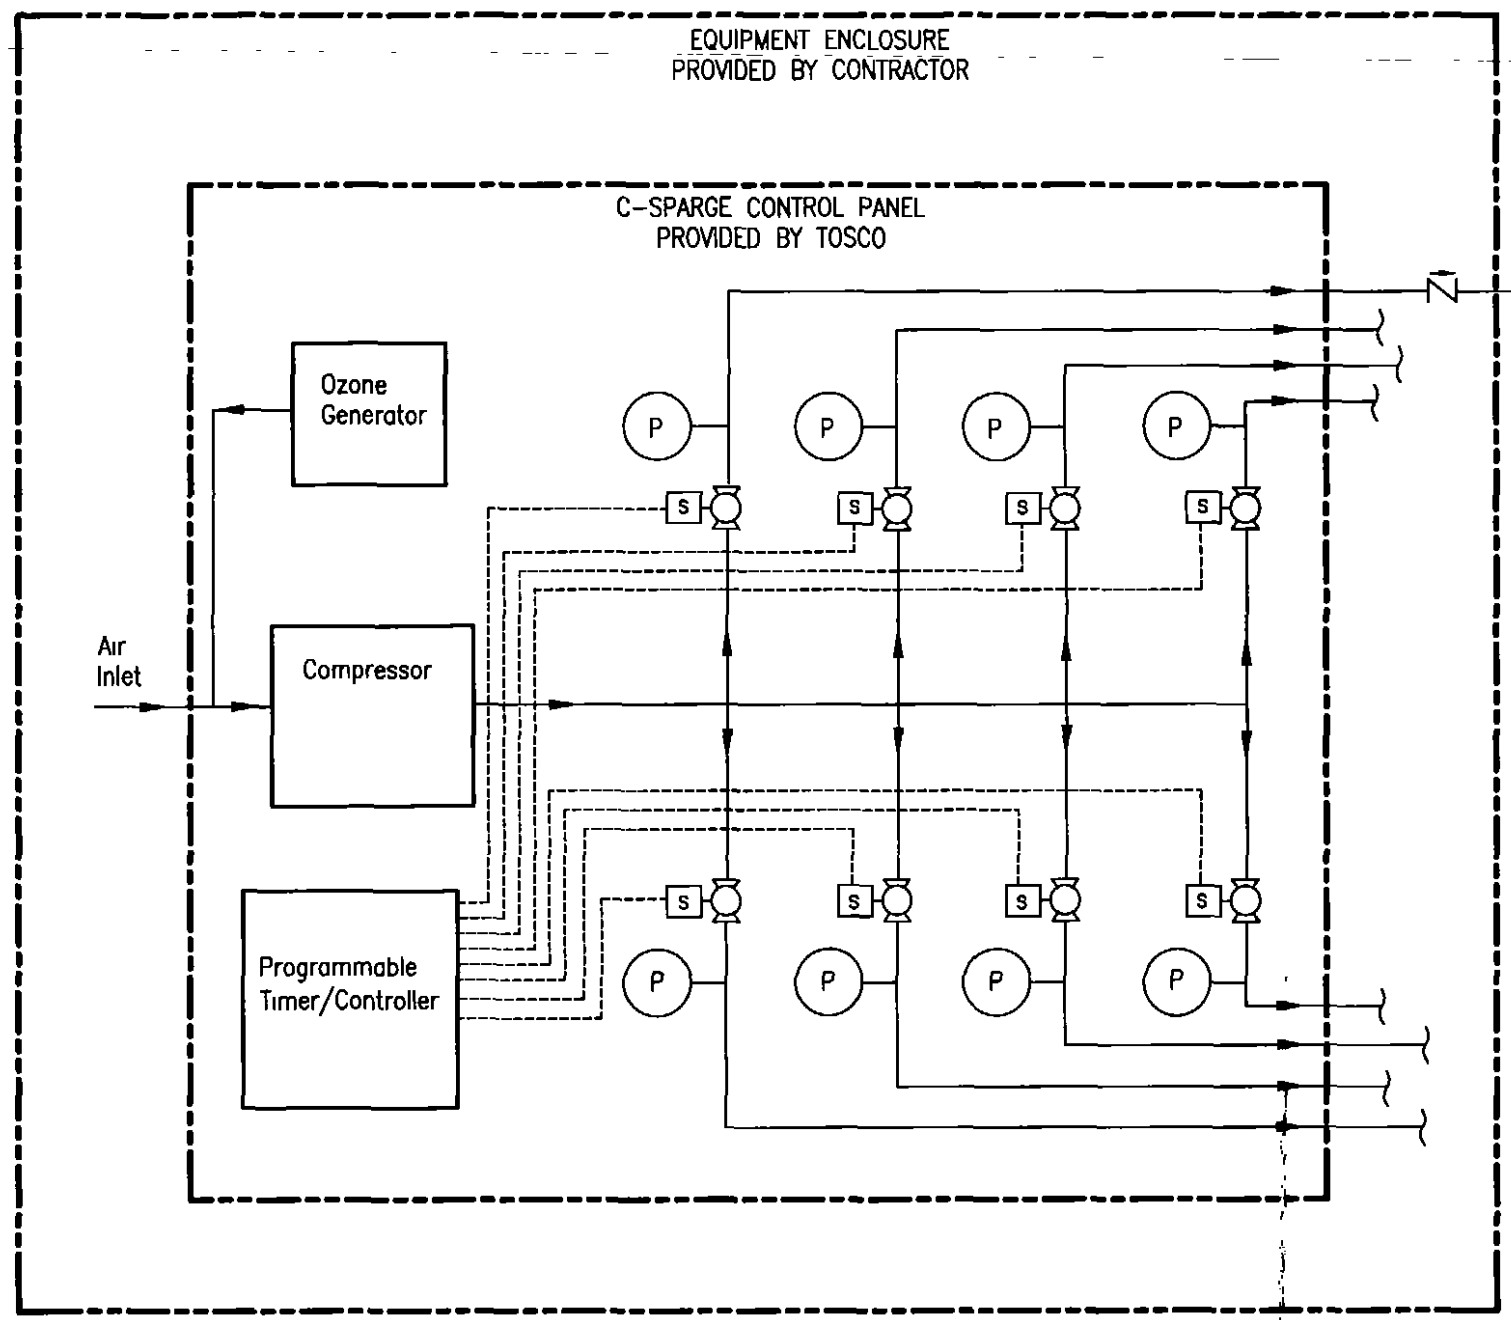 EQUIPMENT ENCLOSURE
PROVIDED BY CONTRACTOR
C-SPARGE CONTROL PANEL
PROVIDED BY TOSCO
Ozone
Generator
P P P P
S S S S
Air
Inlet
Compressor
S S S S
Programmable
Timer/Controller
P P P P